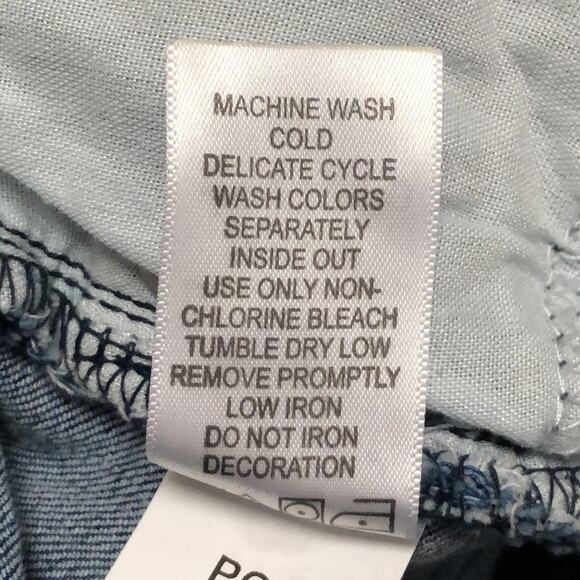 MACHINE WASH
COLD
DELICATE CYCLE
WASH COLORS
SEPARATELY
INSIDE OUT
USE ONLY NON-
CHLORINE BLEACH
TUMBLE DRY LOW
REMOVE PROMPTLY
LOW IRON
DO NOT IRON
DECORATION